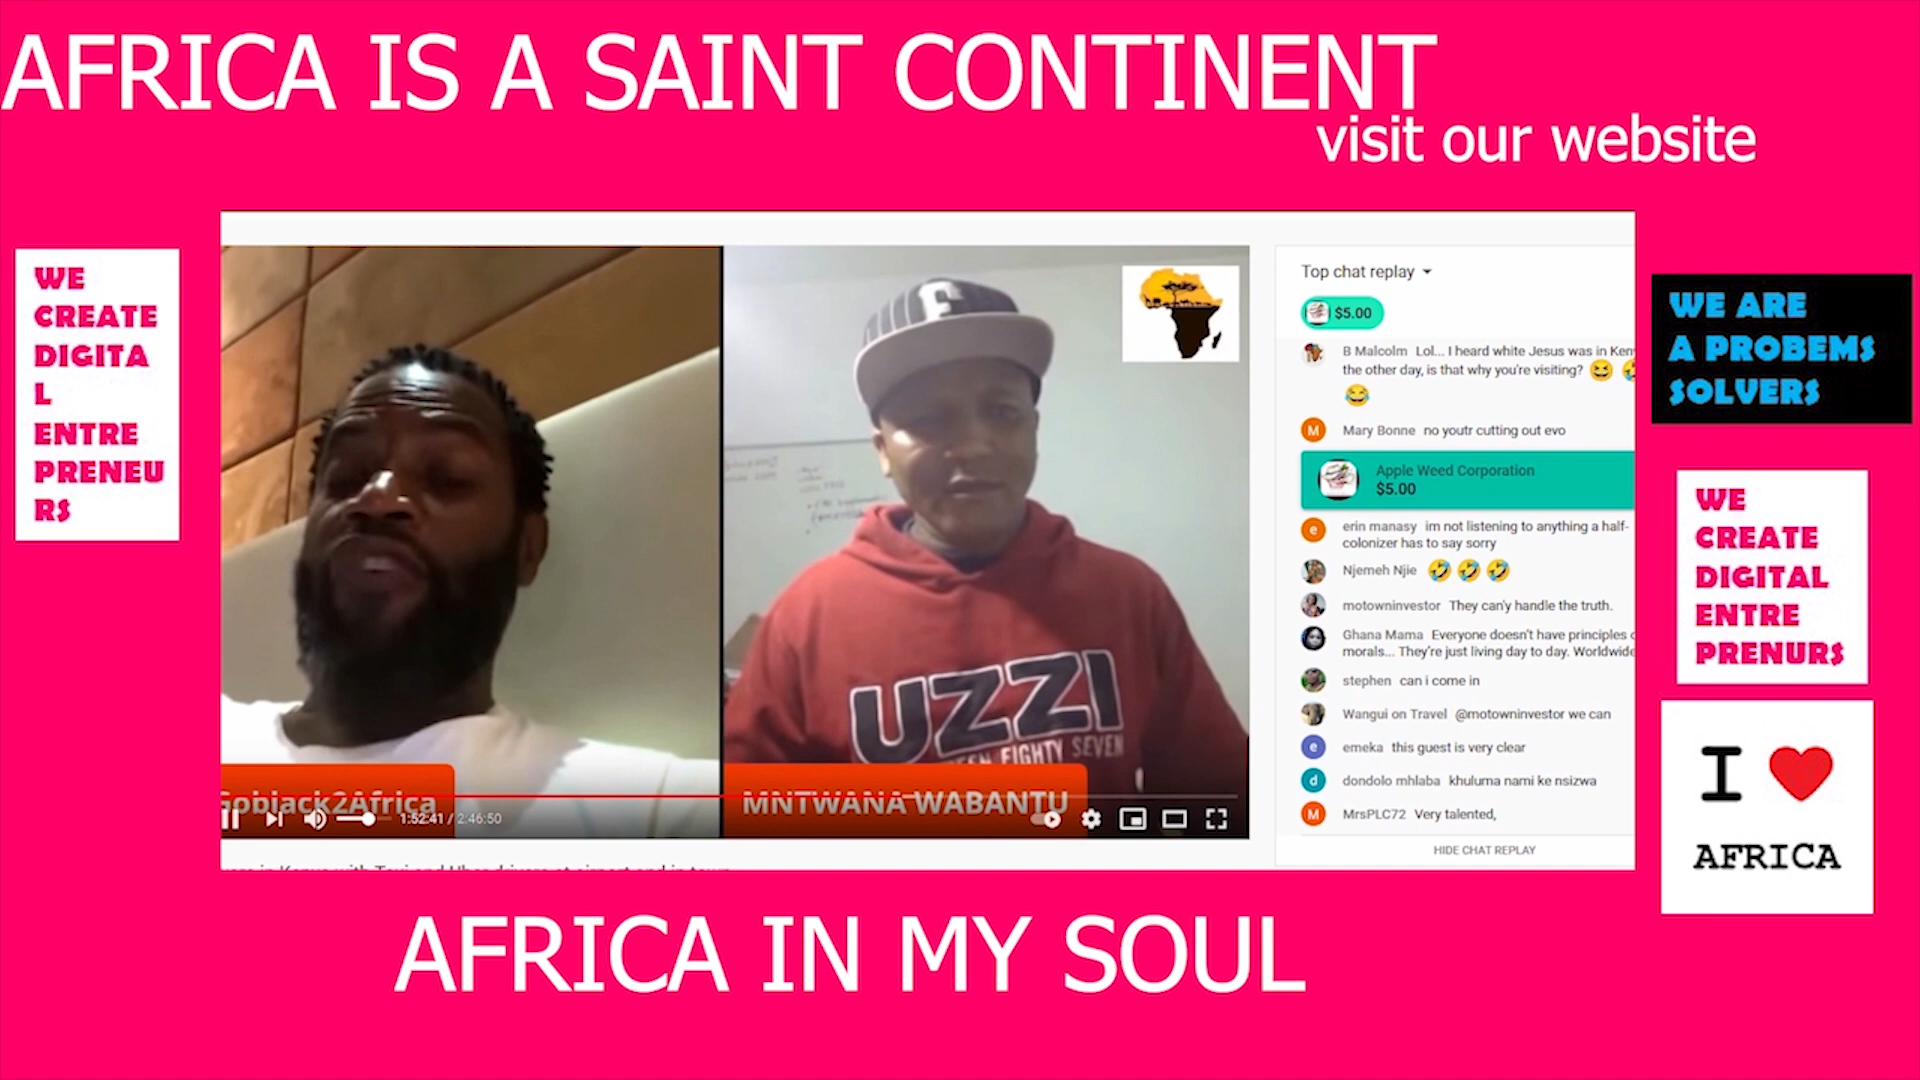 AFRICA IS A SAINT CONTINENT
visit our website
WE
CREATE
DIGITA
L
ENTRE
PRENEU
RS
F
UZZI
EIGHTY SEVEN
Goblack2Africa
MNTWANA WABANTU
1:52:41 / 2:46:50
Top chat replay
$5.00
B Malcolm Lol... I heard white Jesus was in Ken
the other day, is that why you're visiting? 😆 🤣
😂
M Mary Bonne no youtr cutting out evo
Apple Weed Corporation
$5.00
e erin manasy im not listening to anything a half-
colonizer has to say sorry
Njemeh Njie 🤣 🤣 🤣
motowninvestor They can'y handle the truth.
Ghana Mama Everyone doesn't have principles o
morals... They're just living day to day. Worldwide
stephen can i come in
Wangui on Travel @motowninvestor we can
e emeka this guest is very clear
d dondolo mhlaba khuluma nami ke nsizwa
M MrsPLC72 Very talented,
HIDE CHAT REPLAY
WE ARE
A PROBEMS
SOLVERS
WE
CREATE
DIGITAL
ENTRE
PRENURS
I ❤
AFRICA
AFRICA IN MY SOUL